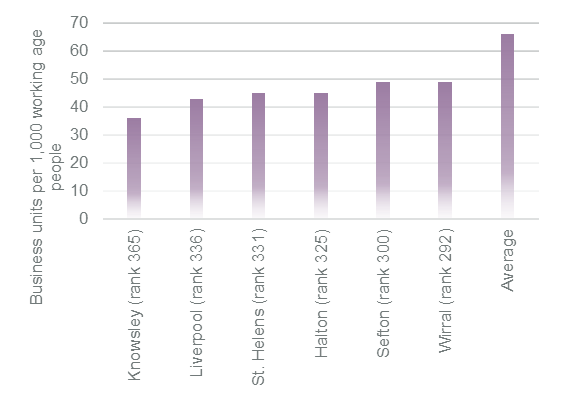 70
60
50
40
30
20
10
0
Business units per 1,000 working age
people
Knowsley (rank 365)
Liverpool (rank 336)
St. Helens (rank 331)
Halton (rank 325)
Sefton (rank 300)
Wirral (rank 292)
Average